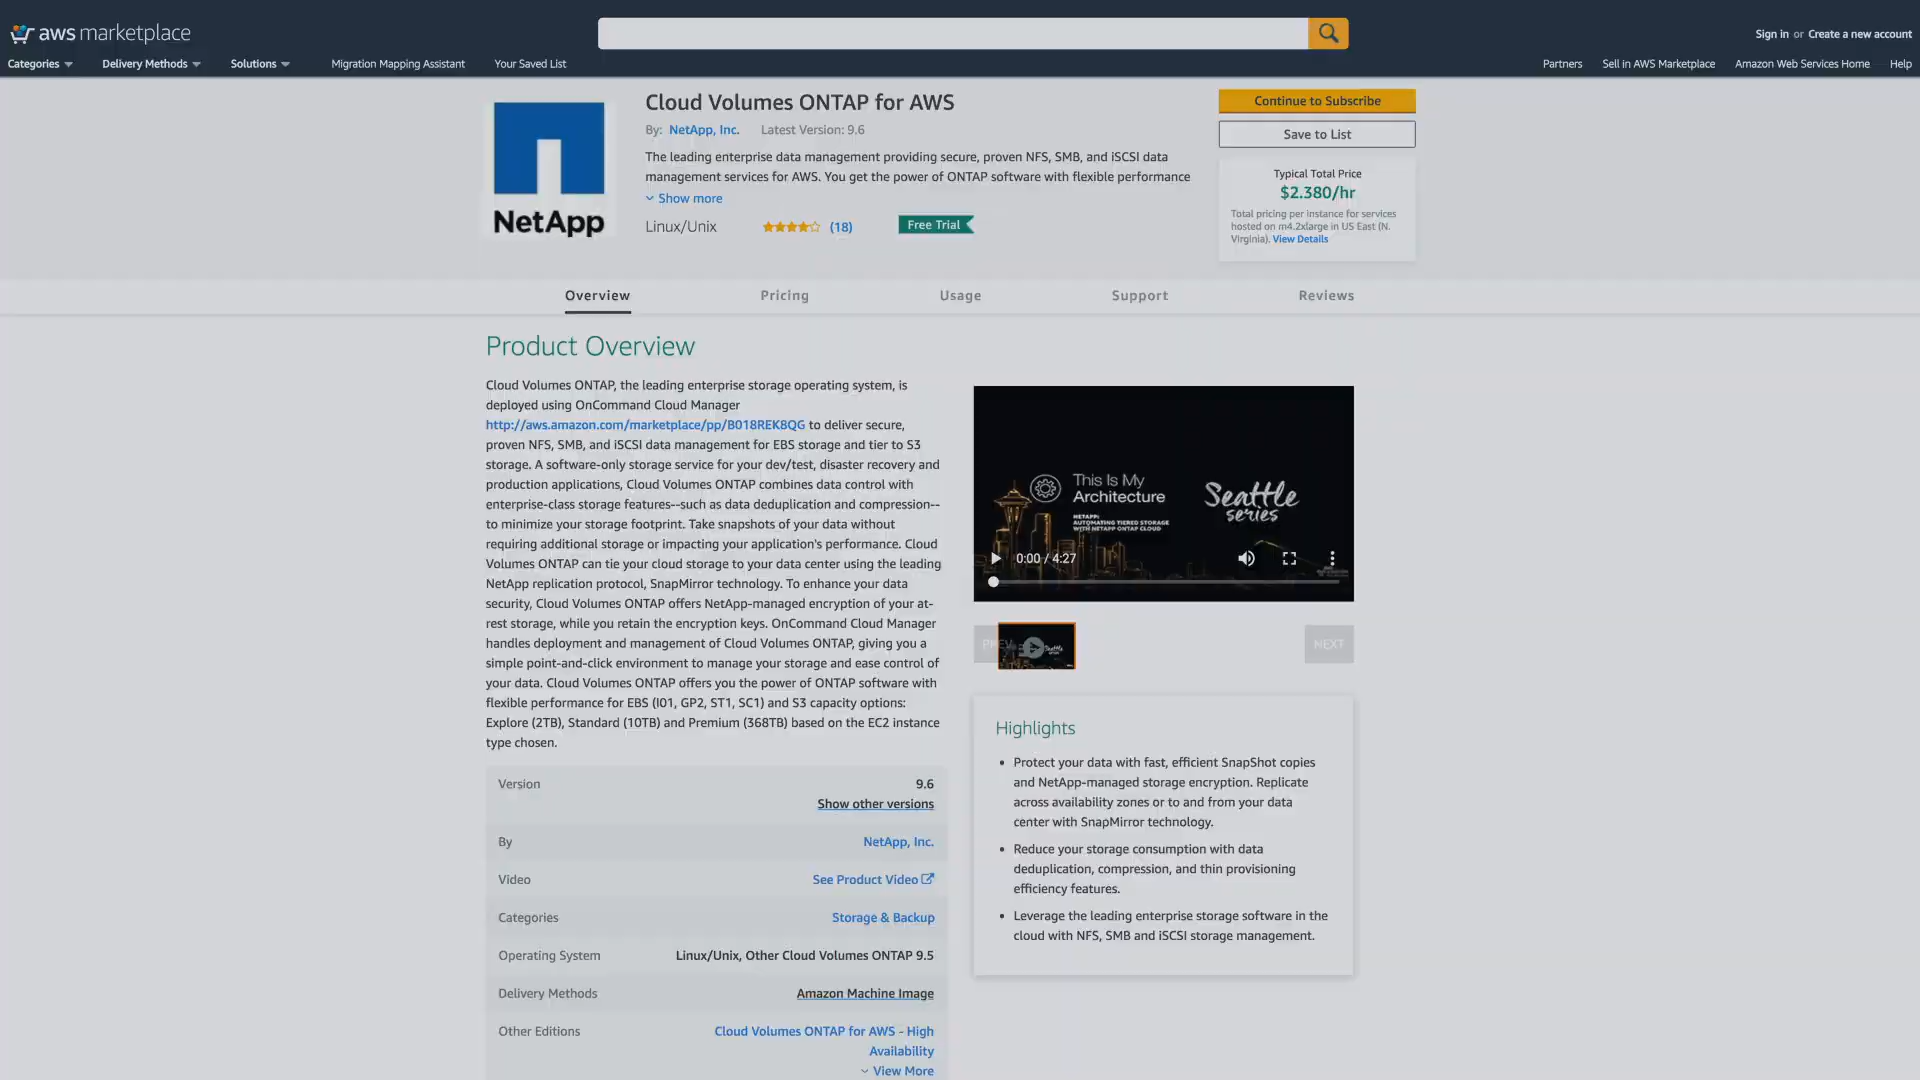 aws marketplace
Sign in or Create a new account
Categories
Delivery Methods
Solutions
Migration Mapping Assistant
Your Saved List
Partners
Sell in AWS Marketplace
Amazon Web Services Home
Help
NetApp
Cloud Volumes ONTAP for AWS
By: NetApp, Inc. Latest Version: 9.6
The leading enterprise data management providing secure, proven NFS, SMB, and iSCSI data
management services for AWS. You get the power of ONTAP software with flexible performance
Show more
Linux/Unix
(18)
Free Trial
Continue to Subscribe
Save to List
Typical Total Price
$2.380/hr
Total pricing per instance for services
hosted on m4.2xlarge in US East (N.
Virginia). View Details
Overview
Pricing
Usage
Support
Reviews
Product Overview
Cloud Volumes ONTAP, the leading enterprise storage operating system, is
deployed using OnCommand Cloud Manager
http://aws.amazon.com/marketplace/pp/B018REK8QG to deliver secure,
proven NFS, SMB, and iSCSI data management for EBS storage and tier to S3
storage. A software-only storage service for your dev/test, disaster recovery and
production applications, Cloud Volumes ONTAP combines data control with
enterprise-class storage features--such as data deduplication and compression--
to minimize your storage footprint. Take snapshots of your data without
requiring additional storage or impacting your application's performance. Cloud
Volumes ONTAP can tie your cloud storage to your data center using the leading
NetApp replication protocol, SnapMirror technology. To enhance your data
security, Cloud Volumes ONTAP offers NetApp-managed encryption of your at-
rest storage, while you retain the encryption keys. OnCommand Cloud Manager
handles deployment and management of Cloud Volumes ONTAP, giving you a
simple point-and-click environment to manage your storage and ease control of
your data. Cloud Volumes ONTAP offers you the power of ONTAP software with
flexible performance for EBS (I01, GP2, ST1, SC1) and S3 capacity options:
Explore (2TB), Standard (10TB) and Premium (368TB) based on the EC2 instance
type chosen.
Version 9.6
Show other versions
By NetApp, Inc.
Video See Product Video
Categories Storage & Backup
Operating System Linux/Unix, Other Cloud Volumes ONTAP 9.5
Delivery Methods Amazon Machine Image
Other Editions Cloud Volumes ONTAP for AWS - High
Availability
View More
This Is My
Architecture
NETAPP:
AUTOMATING TIERED STORAGE
WITH NETAPP ONTAP CLOUD
Seattle
series
0:00 / 4:27
PREV
Seattle
NEXT
Highlights
• Protect your data with fast, efficient SnapShot copies
and NetApp-managed storage encryption. Replicate
across availability zones or to and from your data
center with SnapMirror technology.
• Reduce your storage consumption with data
deduplication, compression, and thin provisioning
efficiency features.
• Leverage the leading enterprise storage software in the
cloud with NFS, SMB and iSCSI storage management.